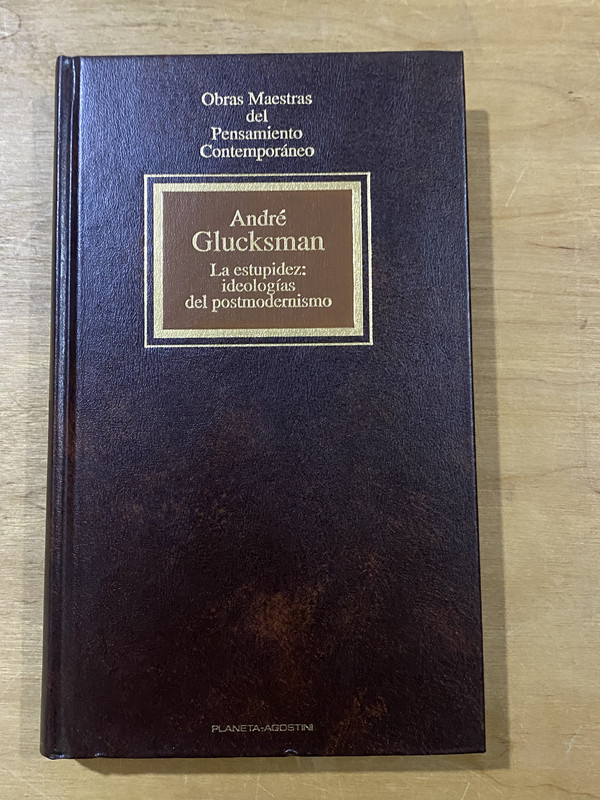 Obras Maestras
del
Pensamiento
Contemporáneo
André
Glucksman
La estupidez:
ideologías
del postmodernismo
PLANETA-AGOSTINI